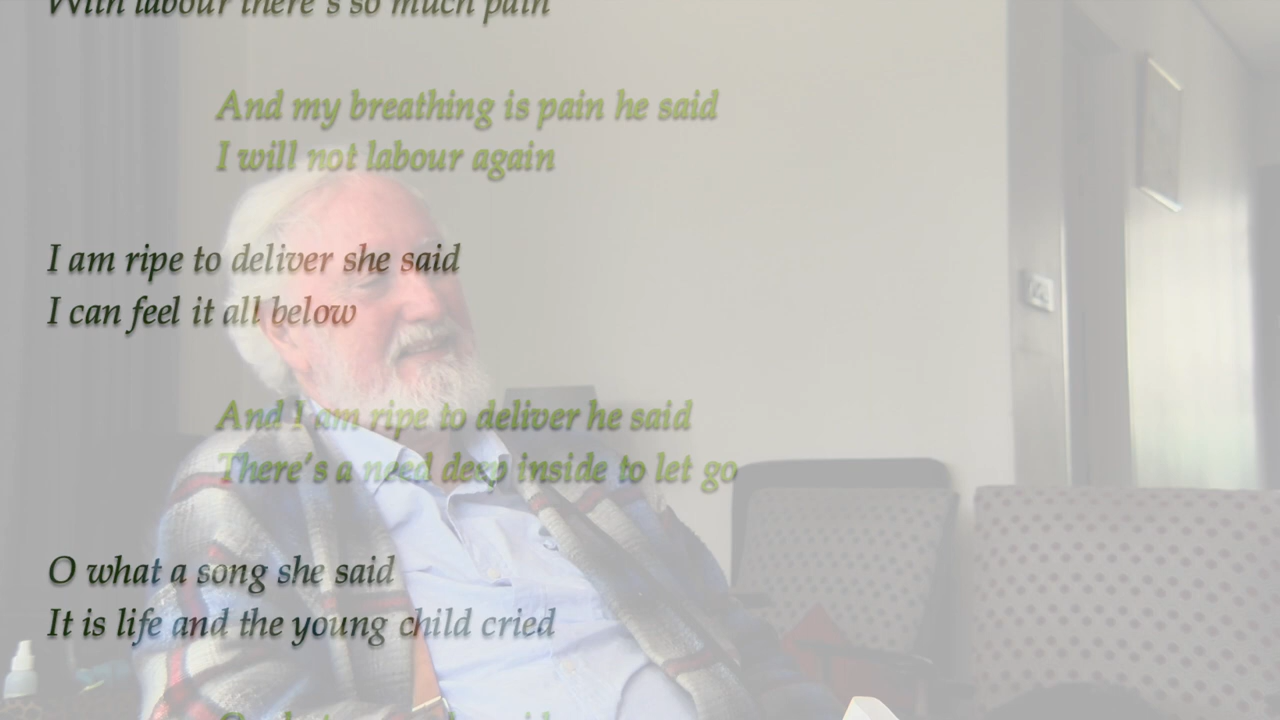 With labour there's so much pain
And my breathing is pain he said
I will not labour again
I am ripe to deliver she said
I can feel it all below
And I am ripe to deliver he said
There's a need deep inside to let go
O what a song she said
It is life and the young child cried